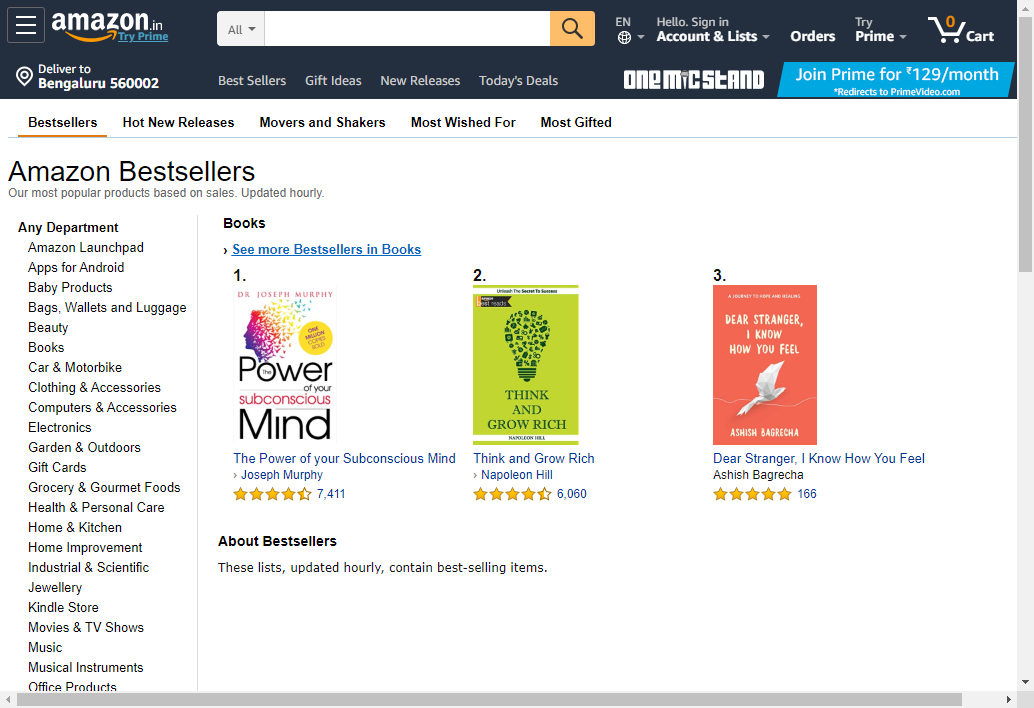 amazon.in
Try Prime
All
EN
Hello. Sign in
Account & Lists
Orders
Try
Prime
0
Cart
Deliver to
Bengaluru 560002
Best Sellers
Gift Ideas
New Releases
Today's Deals
ONE MIC STAND
Join Prime for ₹129/month
*Redirects to PrimeVideo.com
Bestsellers
Hot New Releases
Movers and Shakers
Most Wished For
Most Gifted
Amazon Bestsellers
Our most popular products based on sales. Updated hourly.
Any Department
Amazon Launchpad
Apps for Android
Baby Products
Bags, Wallets and Luggage
Beauty
Books
Car & Motorbike
Clothing & Accessories
Computers & Accessories
Electronics
Garden & Outdoors
Gift Cards
Grocery & Gourmet Foods
Health & Personal Care
Home & Kitchen
Home Improvement
Industrial & Scientific
Jewellery
Kindle Store
Movies & TV Shows
Music
Musical Instruments
Office Products
Books
› See more Bestsellers in Books
1.
DR JOSEPH MURPHY
ONE
MILLION
COPIES
SOLD
The Power
of your
subconscious
Mind
The Power of your Subconscious Mind
› Joseph Murphy
7,411
2.
Unleash The Secret To Success
amazon
best reads
THINK
AND
GROW RICH
NAPOLEON HILL
Think and Grow Rich
› Napoleon Hill
6,060
3.
A JOURNEY TO HOPE AND HEALING
DEAR STRANGER,
I KNOW
HOW YOU FEEL
ASHISH BAGRECHA
Dear Stranger, I Know How You Feel
Ashish Bagrecha
166
About Bestsellers
These lists, updated hourly, contain best-selling items.